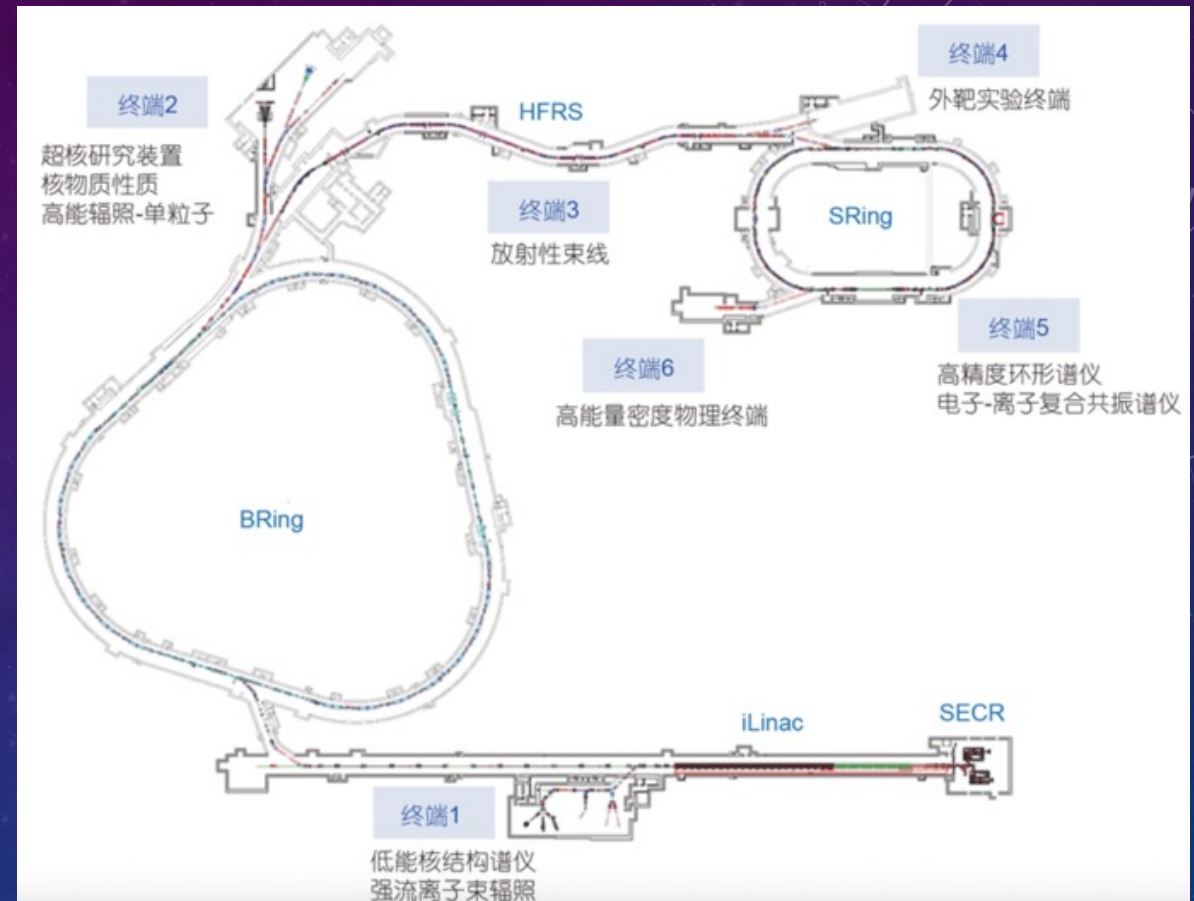 终端4
外靶实验终端
终端2
HFRS
超核研究装置
核物质性质
高能辐照-单粒子
终端3
放射性束线
SRing
终端5
高精度环形谱仪
电子-离子复合共振谱仪
终端6
高能量密度物理终端
BRing
iLinac
SECR
终端1
低能核结构谱仪
强流离子束辐照